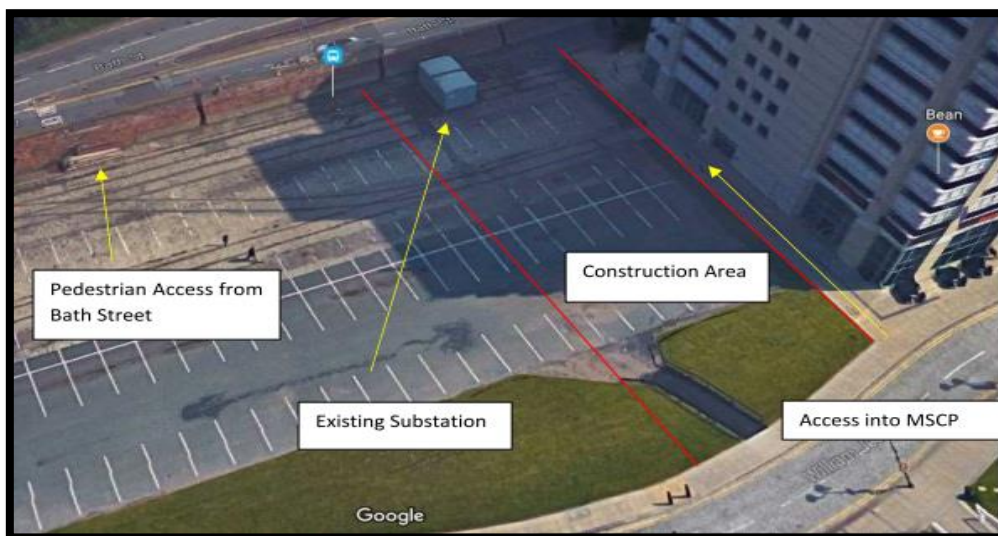 Bean
Pedestrian Access from
Bath Street
Construction Area
Existing Substation
Access into MSCP
Google